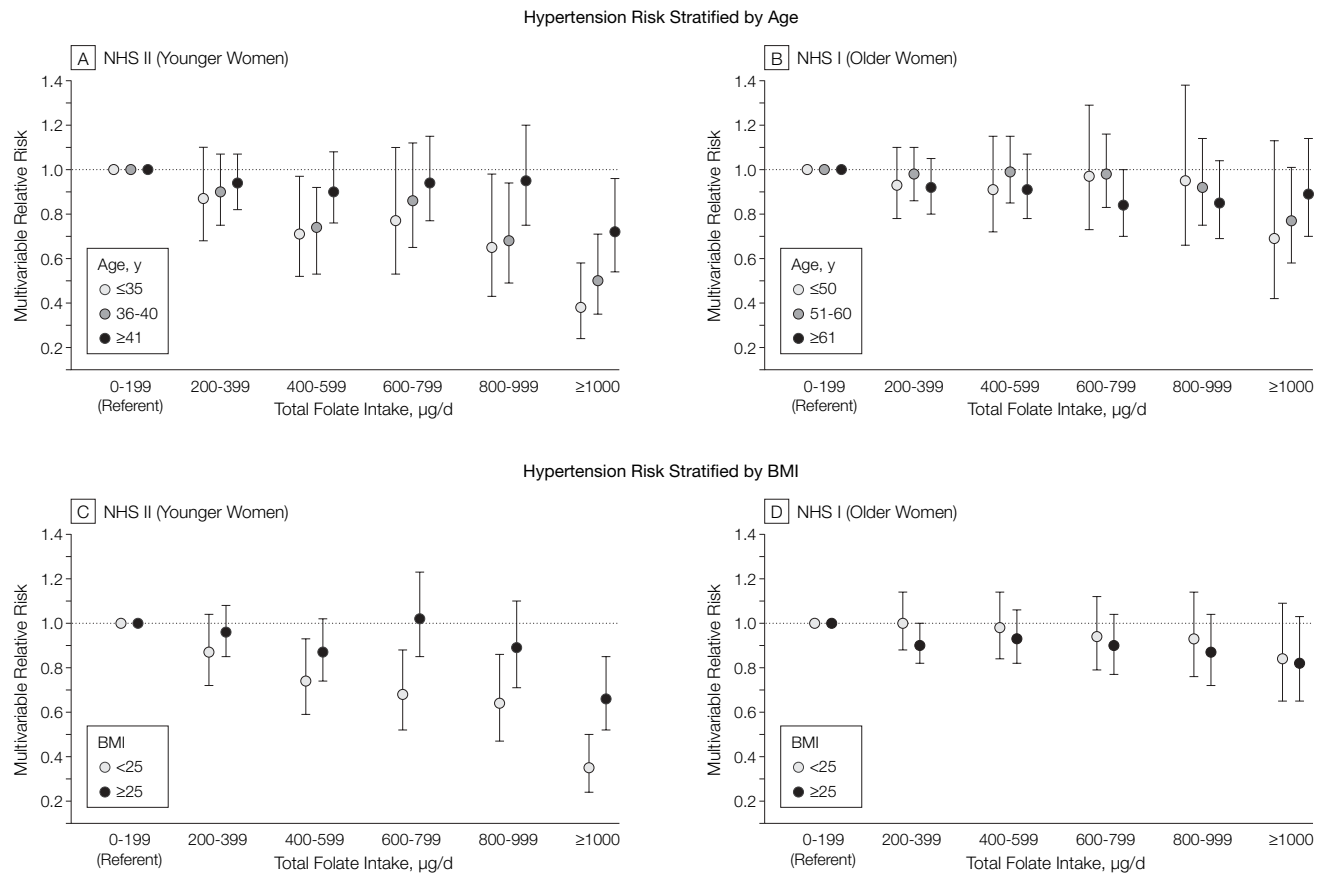 Hypertension Risk Stratified by Age
A NHS II (Younger Women)
Multivariable Relative Risk
1.4
1.2
1.0
0.8
0.6
0.4
0.2
Age, y
≤35
36-40
≥41
0-199 200-399 400-599 600-799 800-999 ≥1000
(Referent)
Total Folate Intake, µg/d
B NHS I (Older Women)
Multivariable Relative Risk
1.4
1.2
1.0
0.8
0.6
0.4
0.2
Age, y
≤50
51-60
≥61
0-199 200-399 400-599 600-799 800-999 ≥1000
(Referent)
Total Folate Intake, µg/d
Hypertension Risk Stratified by BMI
C NHS II (Younger Women)
Multivariable Relative Risk
1.4
1.2
1.0
0.8
0.6
0.4
0.2
BMI
<25
≥25
0-199 200-399 400-599 600-799 800-999 ≥1000
(Referent)
Total Folate Intake, µg/d
D NHS I (Older Women)
Multivariable Relative Risk
1.4
1.2
1.0
0.8
0.6
0.4
0.2
BMI
<25
≥25
0-199 200-399 400-599 600-799 800-999 ≥1000
(Referent)
Total Folate Intake, µg/d